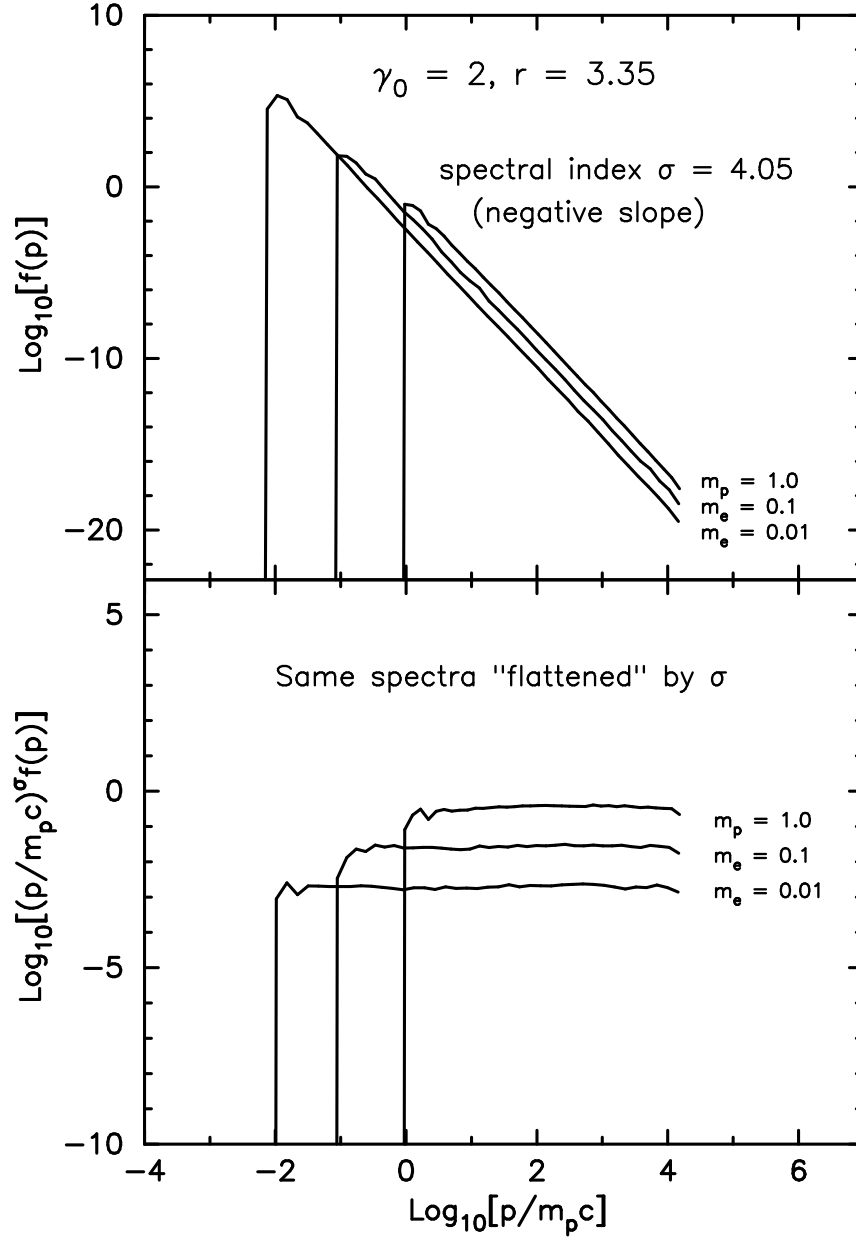 10
γ₀ = 2, r = 3.35
spectral index σ = 4.05
(negative slope)
0
Log₁₀[f(p)]
−10
mₚ = 1.0
mₑ = 0.1
−20
mₑ = 0.01
5
Same spectra "flattened" by σ
0
Log₁₀[(p/mₚc)^σf(p)]
mₚ = 1.0
mₑ = 0.1
mₑ = 0.01
−5
−10
−4 −2 0 2 4 6
Log₁₀[p/mₚc]